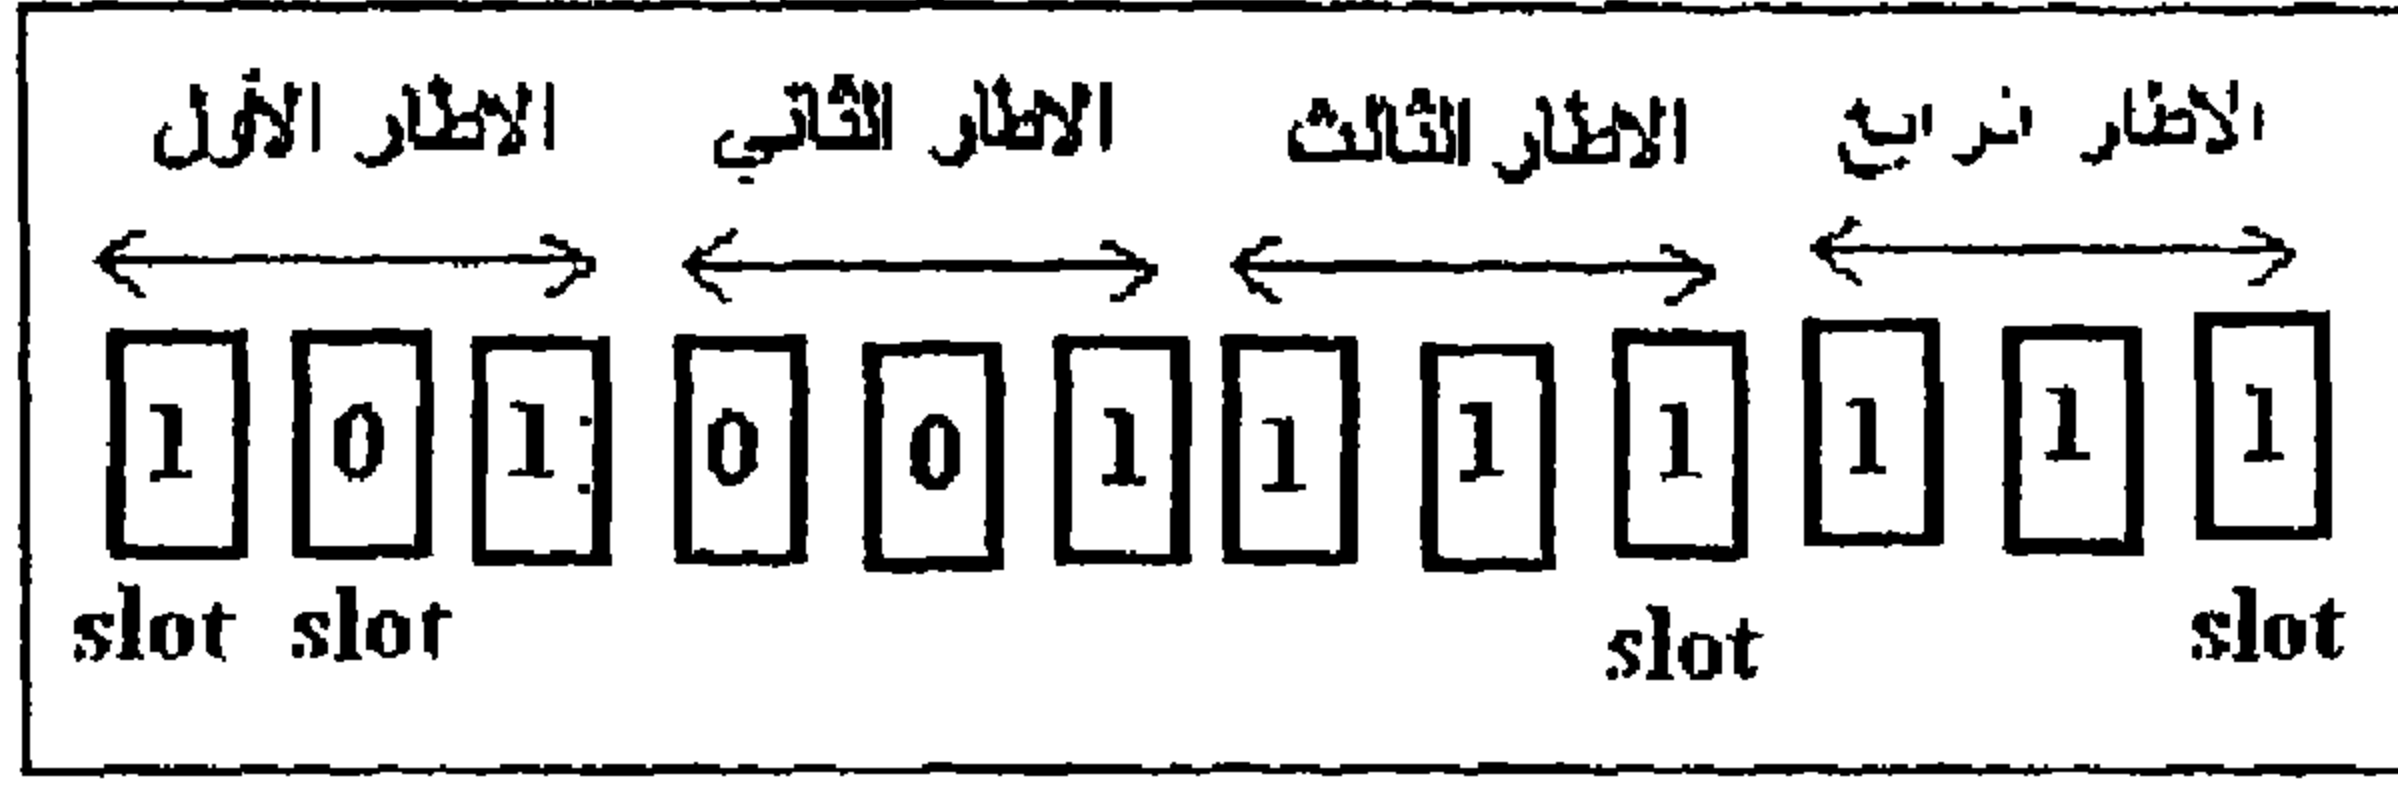 الاطار الأول الاطار الثاني الاطار الثالث الاطار الرابع
1 0 1 0 0 1 1 1 1 1 1 1
slot slot slot slot